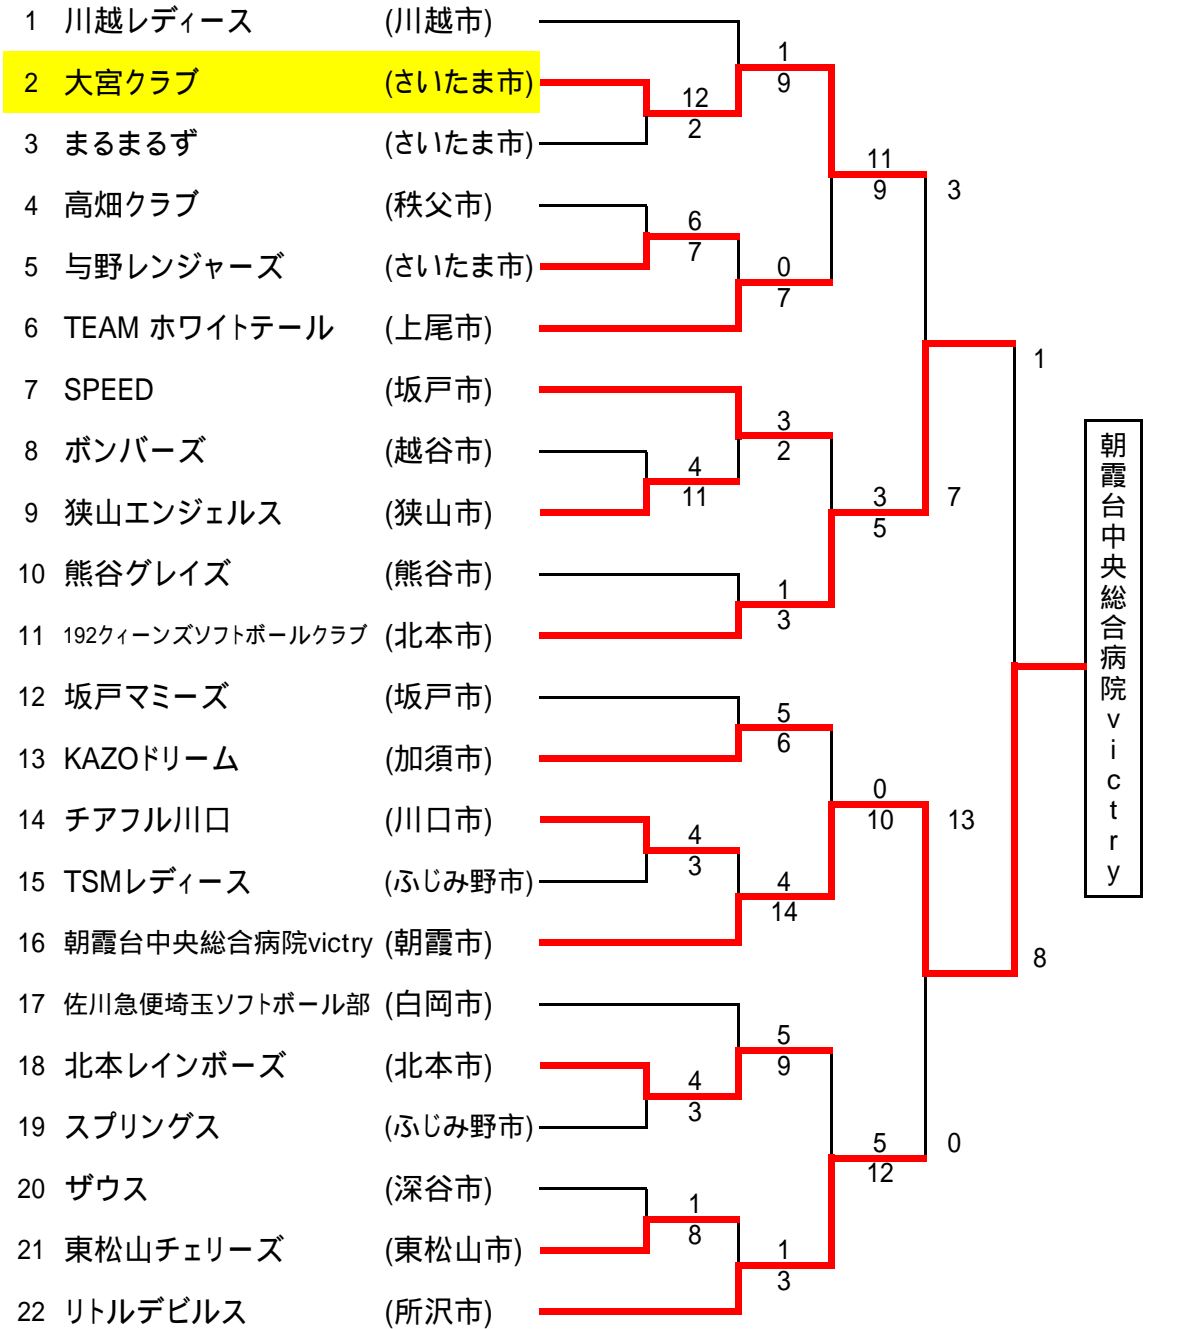 1 川越レディース (川越市)
2 大宮クラブ (さいたま市)
3 まるまるず (さいたま市)
4 高畑クラブ (秩父市)
5 与野レンジャーズ (さいたま市)
6 TEAM ホワイトテール (上尾市)
7 SPEED (坂戸市)
8 ボンバーズ (越谷市)
9 狭山エンジェルス (狭山市)
10 熊谷グレイズ (熊谷市)
11 192クィーンズソフトボールクラブ (北本市)
12 坂戸マミーズ (坂戸市)
13 KAZOドリーム (加須市)
14 チアフル川口 (川口市)
15 TSMレディース (ふじみ野市)
16 朝霞台中央総合病院victry (朝霞市)
17 佐川急便埼玉ソフトボール部 (白岡市)
18 北本レインボーズ (北本市)
19 スプリングス (ふじみ野市)
20 ザウス (深谷市)
21 東松山チェリーズ (東松山市)
22 リトルデビルス (所沢市)
12
2
6
7
4
11
4
3
4
3
1
8
1
9
0
7
3
2
1
3
5
6
4
14
5
9
1
3
11
9
3
5
0
10
5
12
3
7
13
0
1
8
朝霞台中央総合病院victry